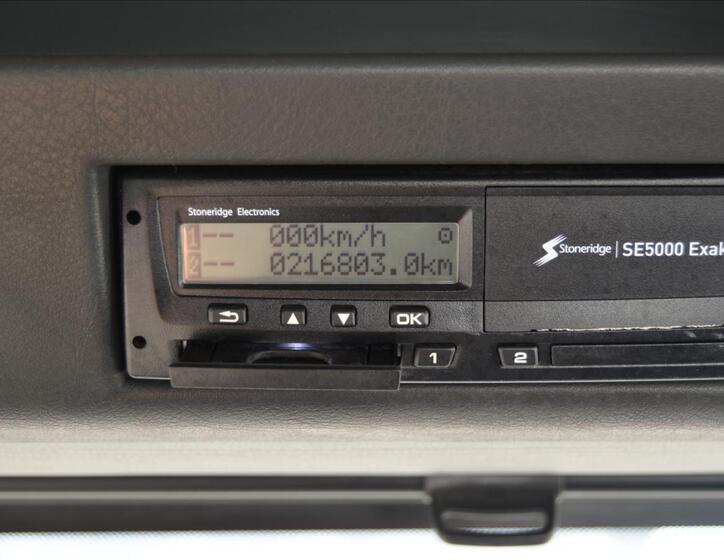 Stoneridge Electronics
1-- 000km/h
2-- 0216803.0km
Stoneridge | SE5000 Exak
OK
1
2